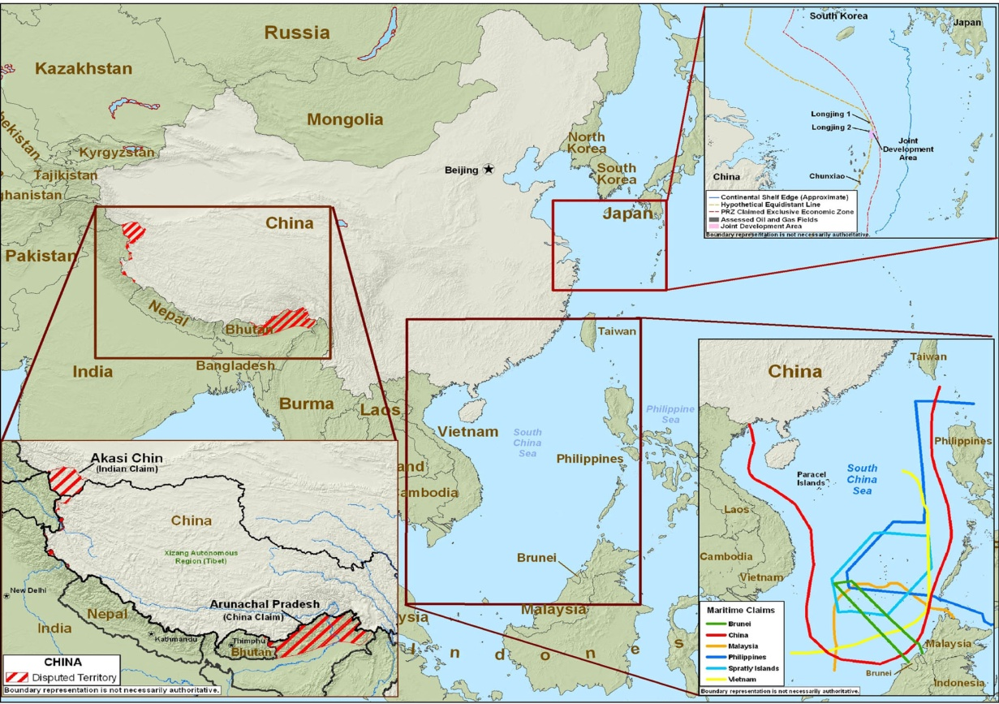 Russia
Kazakhstan
Mongolia
bekistan
Kyrgyzstan
Tajikistan
ghanistan
North
Korea
South
Korea
Beijing
China
Japan
Pakistan
Nepal
Bhutan
Taiwan
India
Bangladesh
Burma
Laos
Vietnam
South
China
Sea
Philippine
Sea
Philippines
and
ambodia
Brunei
Malaysia
ysia
I n d o n e s
South Korea
Japan
Longjing 1
Longjing 2
Joint
Development
Area
Chunxiao
China
Continental Shelf Edge (Approximate)
Hypothetical Equidistant Line
PRZ Claimed Exclusive Economic Zone
Assessed Oil and Gas Fields
Joint Development Area
Boundary representation is not necessarily authoritative.
Taiwan
China
Philippines
Paracel
Islands
South
China
Sea
Laos
Cambodia
Vietnam
Maritime Claims
Brunei
China
Malaysia
Philippines
Spratly Islands
Vietnam
Malaysia
Brunei
Indonesia
Boundary representation is not necessarily authoritative.
Akasi Chin
(Indian Claim)
China
Xizang Autonomous
Region (Tibet)
New Delhi
Arunachal Pradesh
(China Claim)
Nepal
India
Kathmandu
Thimphu
Bhutan
CHINA
Disputed Territory
Boundary representation is not necessarily authoritative.